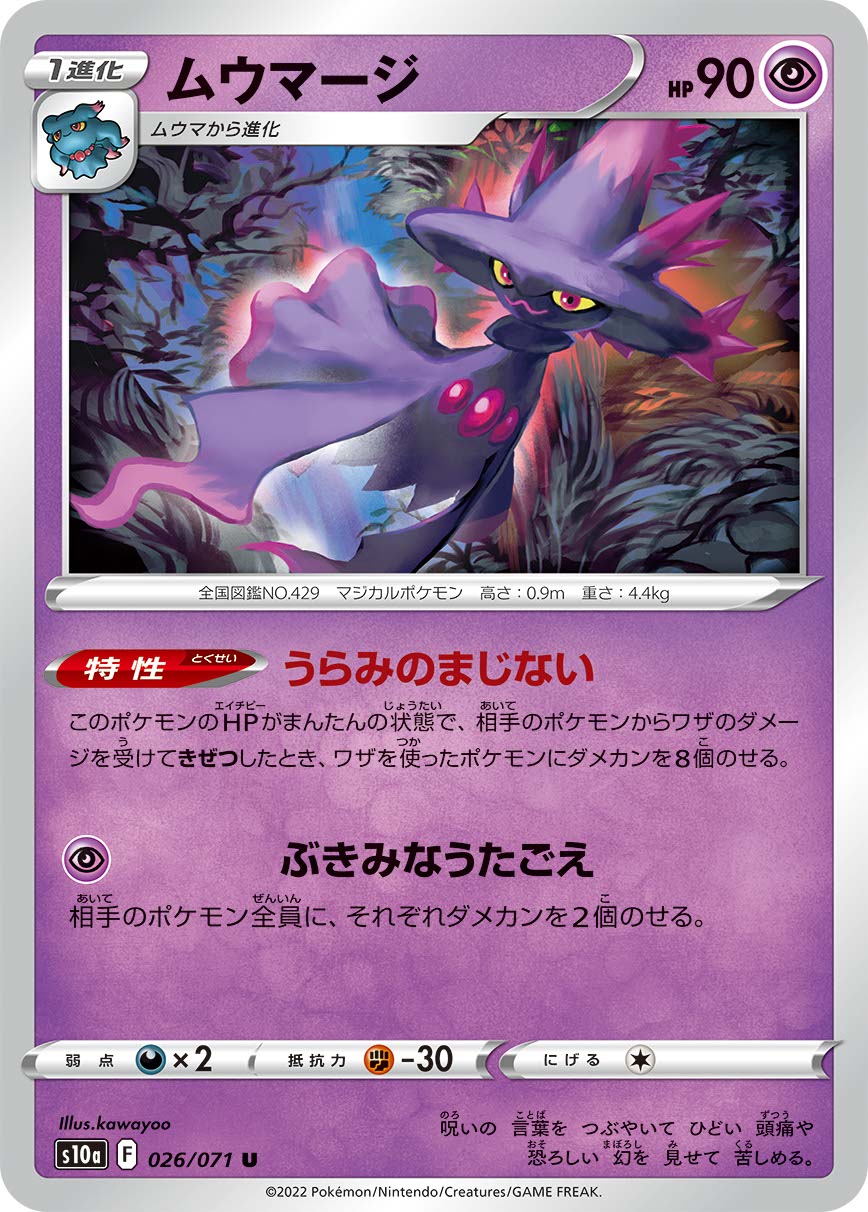 1進化
ムウマージ
HP90
ムウマから進化
全国図鑑NO.429 マジカルポケモン 高さ:0.9m 重さ:4.4kg
特性 とくせい うらみのまじない
エイチピー じょうたい あいて
このポケモンのHPがまんたんの状態で、相手のポケモンからワザのダメー
う つか こ
ジを受けてきぜつしたとき、ワザを使ったポケモンにダメカンを8個のせる。
ぶきみなうたごえ
あいて ぜんいん こ
相手のポケモン全員に、それぞれダメカンを2個のせる。
弱点 ×2 抵抗力 -30 にげる
Illus.kawayoo
のろ ことば ずつう
呪いの 言葉を つぶやいて ひどい 頭痛や
おそ まぼろし み くる
恐ろしい 幻を 見せて 苦しめる。
s10a F 026/071 U
©2022 Pokémon/Nintendo/Creatures/GAME FREAK.